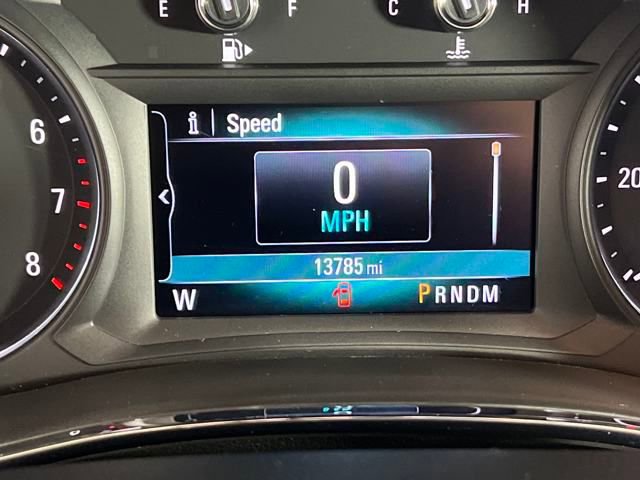 E F C H
i Speed
6
0
7
MPH
20
8
13785 mi
W PRNDM